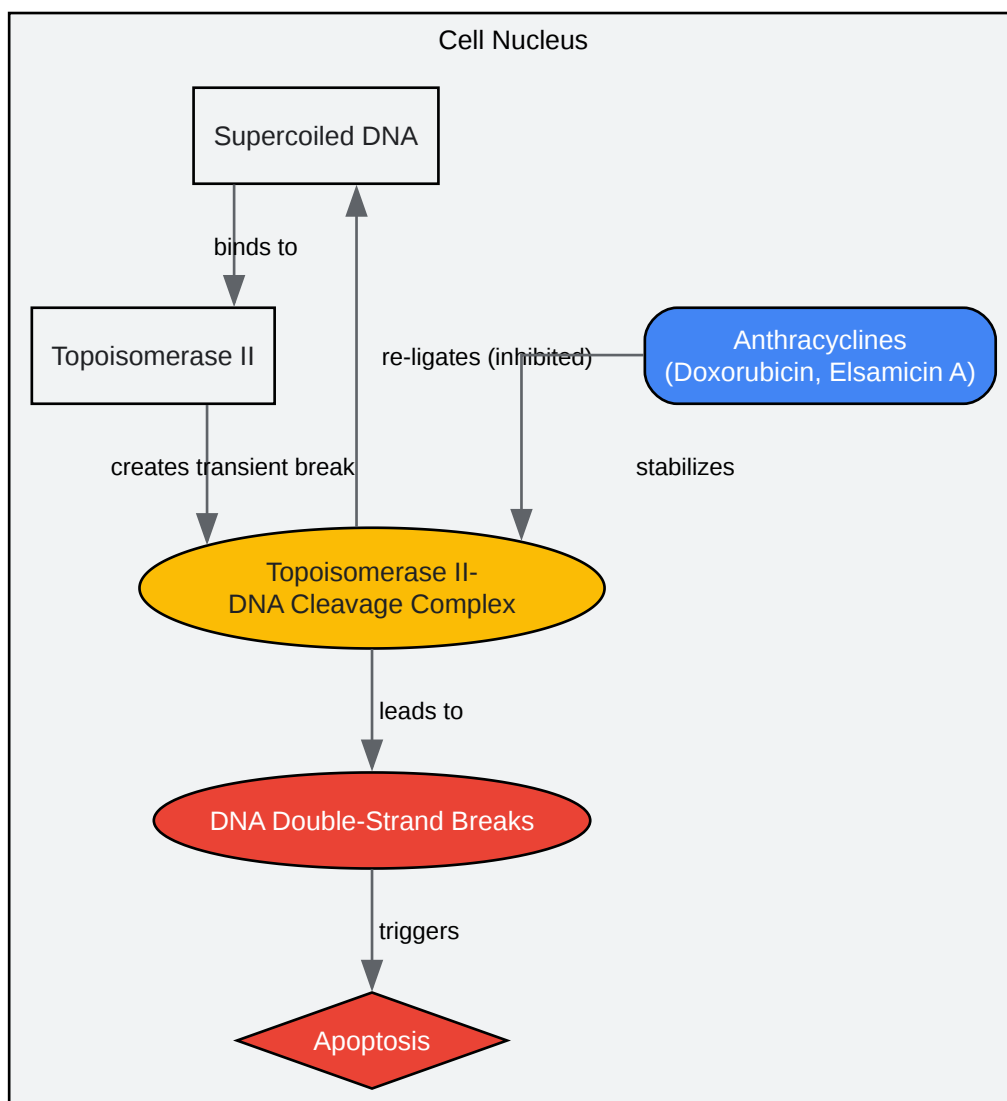 Cell Nucleus
Supercoiled DNA
binds to
Topoisomerase II
re-ligates (inhibited)
Anthracyclines
(Doxorubicin, Elsamicin A)
creates transient break
stabilizes
Topoisomerase II-
DNA Cleavage Complex
leads to
DNA Double-Strand Breaks
triggers
Apoptosis